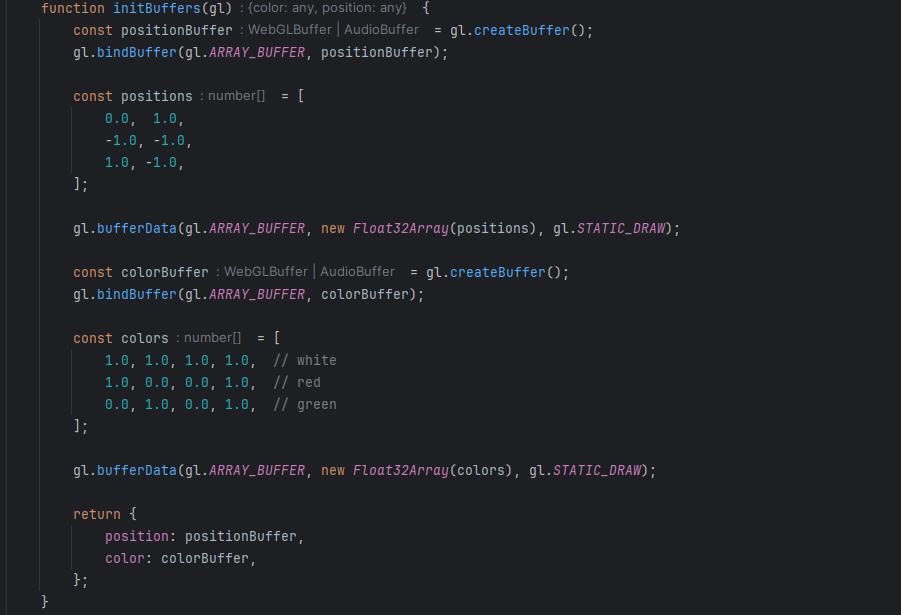 function initBuffers(gl) : {color: any, position: any} {
    const positionBuffer : WebGLBuffer | AudioBuffer = gl.createBuffer();
    gl.bindBuffer(gl.ARRAY_BUFFER, positionBuffer);
    const positions : number[] = [
        0.0,  1.0,
        -1.0, -1.0,
        1.0, -1.0,
    ];
    gl.bufferData(gl.ARRAY_BUFFER, new Float32Array(positions), gl.STATIC_DRAW);
    const colorBuffer : WebGLBuffer | AudioBuffer = gl.createBuffer();
    gl.bindBuffer(gl.ARRAY_BUFFER, colorBuffer);
    const colors : number[] = [
        1.0, 1.0, 1.0, 1.0,  // white
        1.0, 0.0, 0.0, 1.0,  // red
        0.0, 1.0, 0.0, 1.0,  // green
    ];
    gl.bufferData(gl.ARRAY_BUFFER, new Float32Array(colors), gl.STATIC_DRAW);
    return {
        position: positionBuffer,
        color: colorBuffer,
    };
}